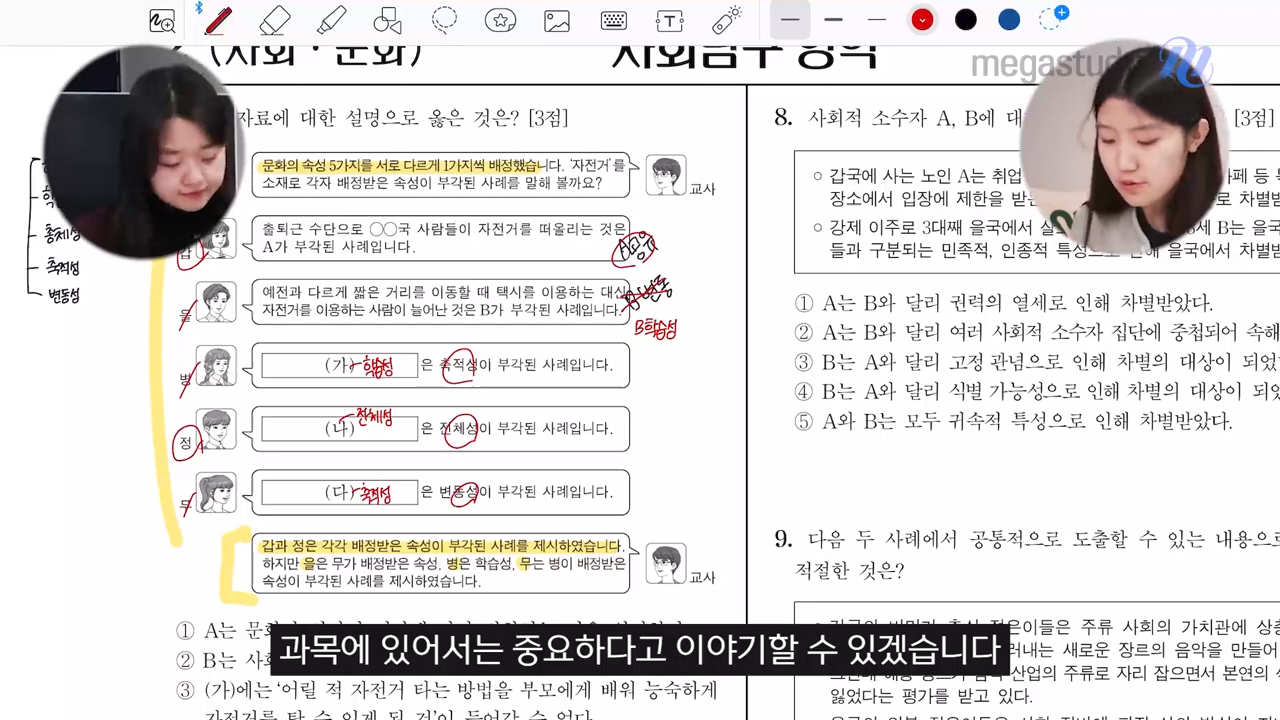 (사회 · 문화)
사회탐구 영역
megastud
자료에 대한 설명으로 옳은 것은? [3점]
문화의 속성 5가지를 서로 다르게 1가지씩 배정했습니다. '자전거'를
소재로 각자 배정받은 속성이 부각된 사례를 말해 볼까요?
교사
총체성
축적성
변동성
갑
출퇴근 수단으로 ○○국 사람들이 자전거를 떠올리는 것은
A가 부각된 사례입니다.
A공유
을
예전과 다르게 짧은 거리를 이동할 때 택시를 이용하는 대신
자전거를 이용하는 사람이 늘어난 것은 B가 부각된 사례입니다.
B학습성
병
(가) 학습성 은 축적성이 부각된 사례입니다.
전체성
정
(나) 은 전체성이 부각된 사례입니다.
무
(다) 축적성 은 변동성이 부각된 사례입니다.
갑과 정은 각각 배정받은 속성이 부각된 사례를 제시하였습니다.
하지만 을은 무가 배정받은 속성, 병은 학습성, 무는 병이 배정받은
속성이 부각된 사례를 제시하였습니다.
교사
① A는 문화
② B는 사회
③ (가)에는 '어릴 적 자전거 타는 방법을 부모에게 배워 능숙하게
자전거를 탈 수 있게 된 것'이 들어갈 수 없다.
8. 사회적 소수자 A, B에 대 [3점]
○ 갑국에 사는 노인 A는 취업
장소에서 입장에 제한을 받는 로 차별받
○ 강제 이주로 3대째 을국에서 세 B는 을국
들과 구분되는 민족적, 인종적 특성으로 인해 사회에서 차별받
① A는 B와 달리 권력의 열세로 인해 차별받았다.
② A는 B와 달리 여러 사회적 소수자 집단에 중첩되어 속해
③ B는 A와 달리 고정 관념으로 인해 차별의 대상이 되었
④ B는 A와 달리 식별 가능성으로 인해 차별의 대상이 되었
⑤ A와 B는 모두 귀속적 특성으로 인해 차별받았다.
9. 다음 두 사례에서 공통적으로 도출할 수 있는 내용으로
적절한 것은?
젊은이들은 주류 사회의 가치관에 상충
러내는 새로운 장르의 음악을 만들어
산업의 주류로 자리 잡으면서 본연의
잃었다는 평가를 받고 있다.
과목에 있어서는 중요하다고 이야기할 수 있겠습니다